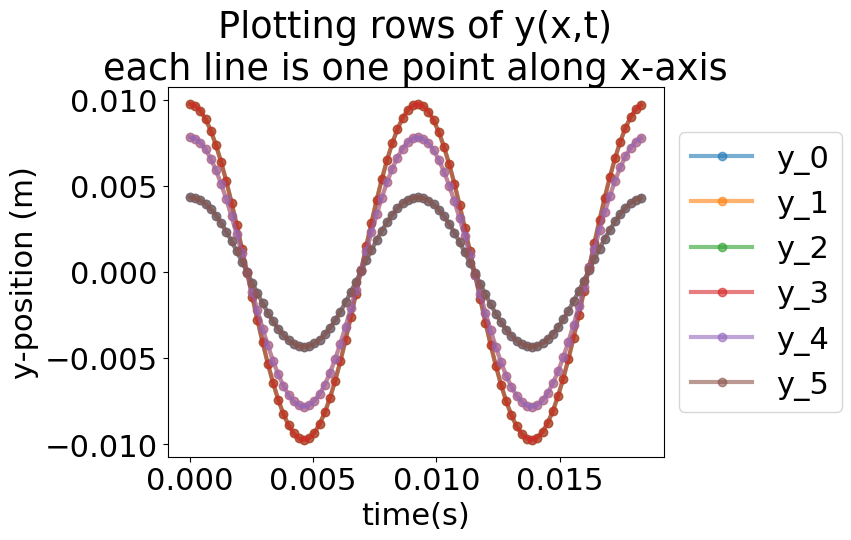 Plotting rows of y(x,t)
each line is one point along x-axis
0.010
0.005
0.000
−0.005
−0.010
y-position (m)
0.000 0.005 0.010 0.015
time(s)
y_0
y_1
y_2
y_3
y_4
y_5